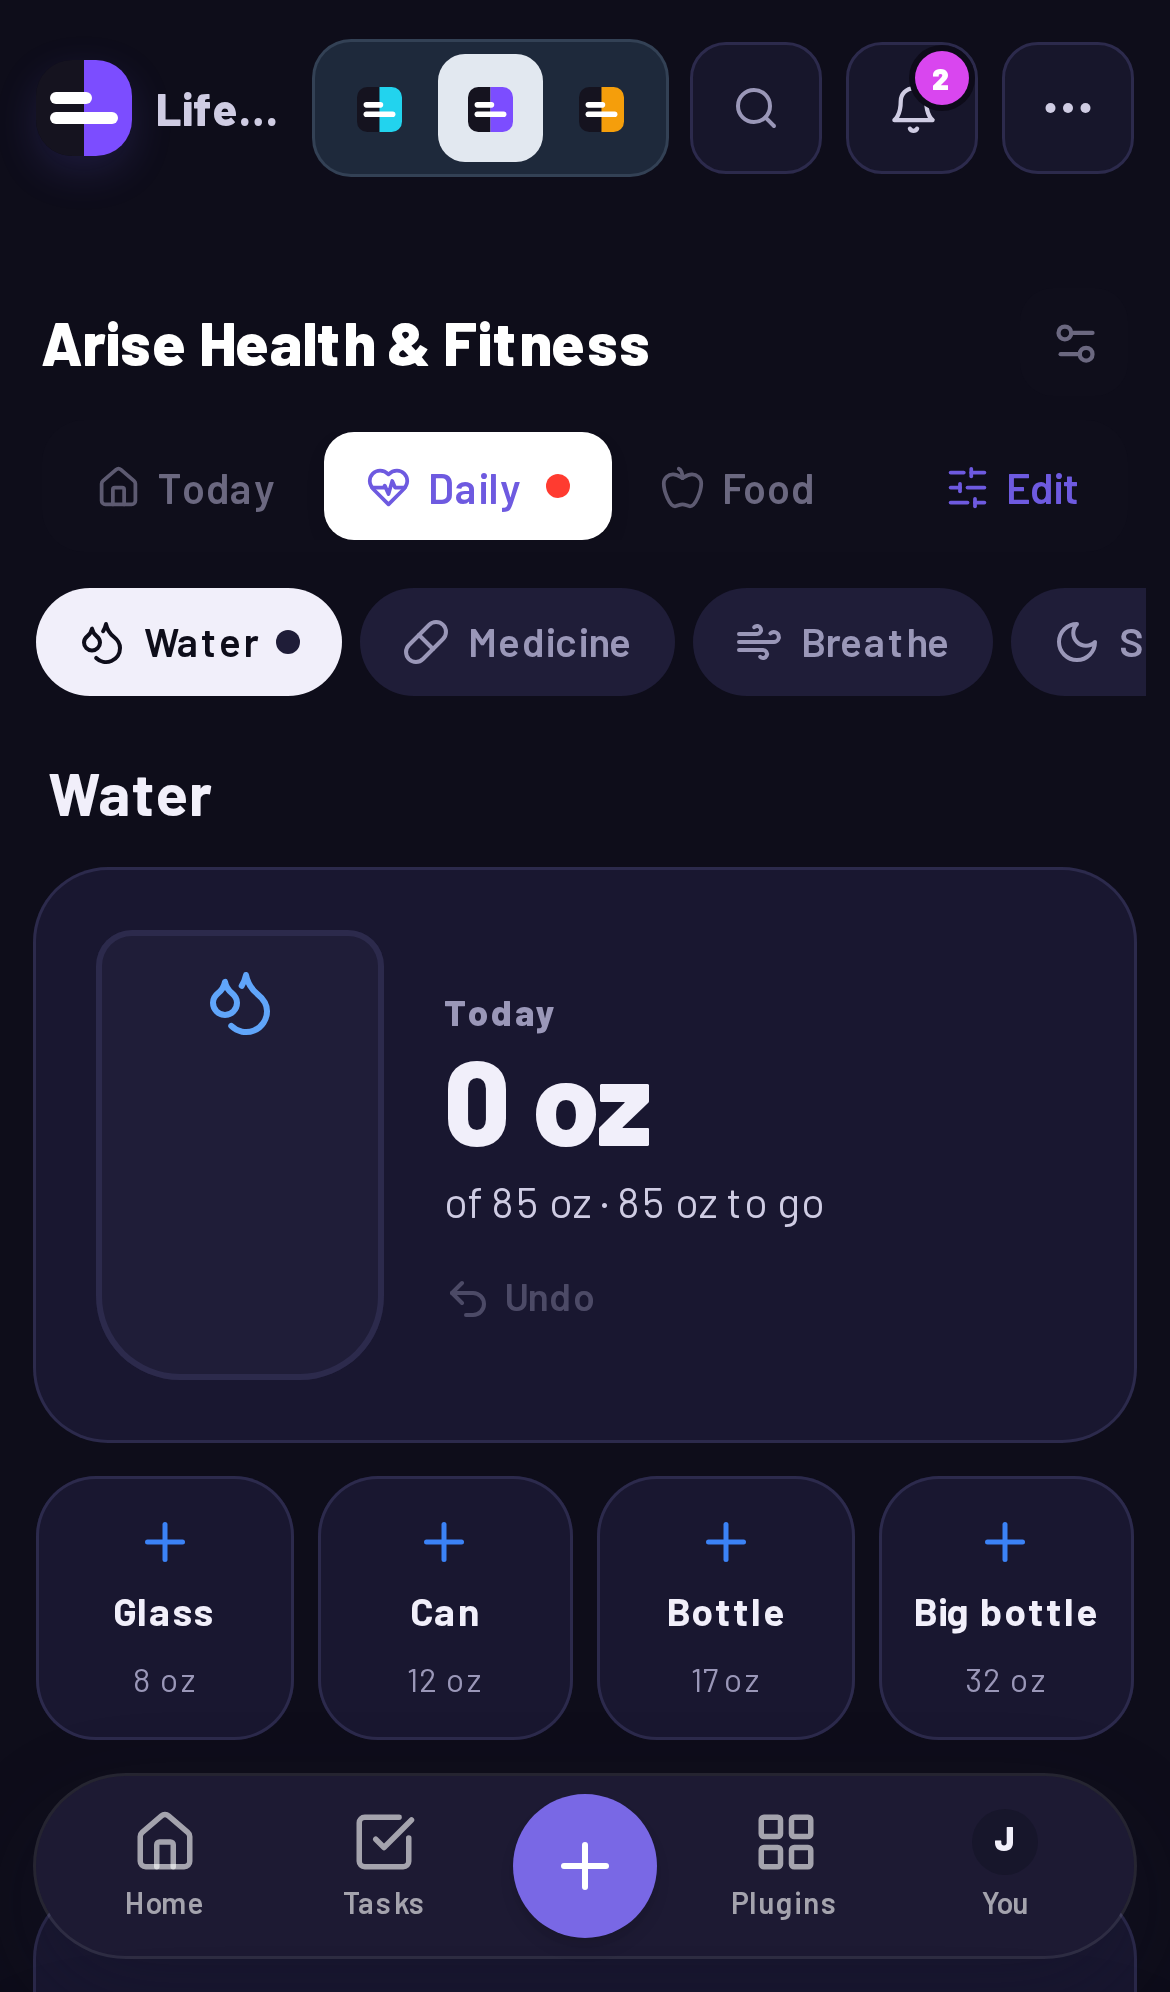 Life...
2
Arise Health & Fitness
Today Daily Food Edit
Water Medicine Breathe S
Water
Today
0 oz
of 85 oz · 85 oz to go
Undo
Glass Can Bottle Big bottle
8 oz 12 oz 17 oz 32 oz
J
Home Tasks Plugins You